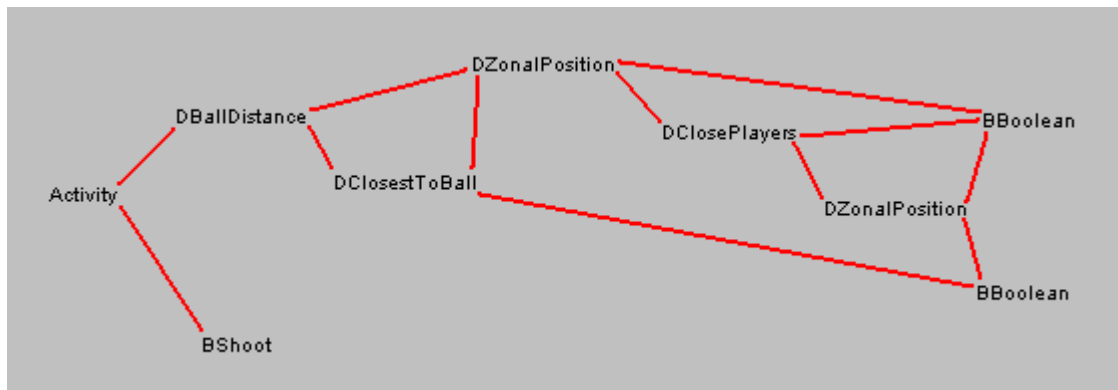 DZonalPosition
DBallDistance
BBoolean
DClosePlayers
DClosestToBall
Activity
DZonalPosition
BBoolean
BShoot